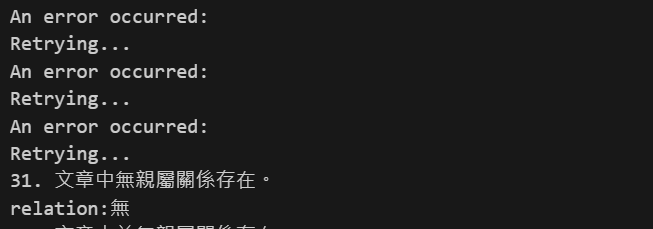 An error occurred:
Retrying...
An error occurred:
Retrying...
An error occurred:
Retrying...
31. 文章中無親屬關係存在。
relation:無